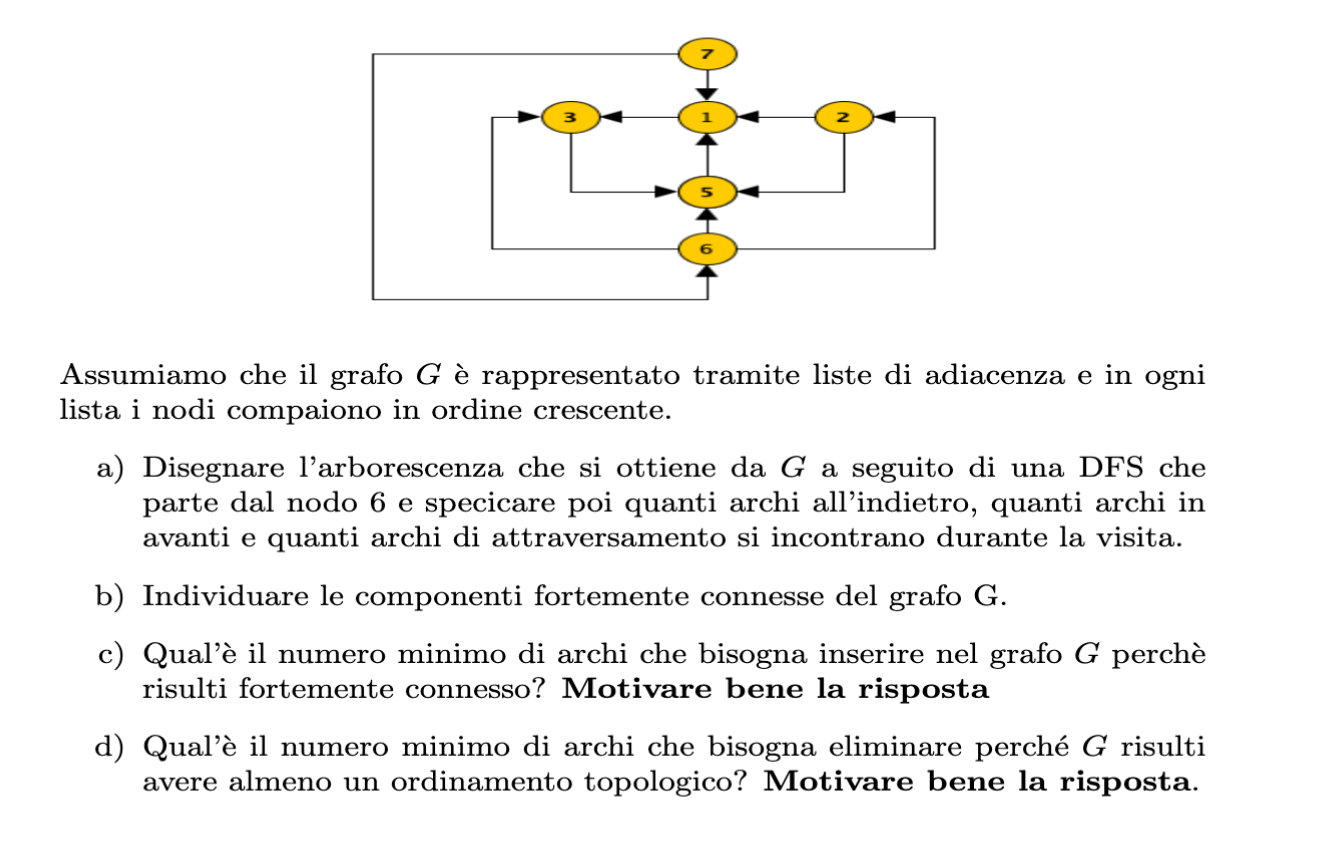 7
3 1 2
5
6
Assumiamo che il grafo G è rappresentato tramite liste di adiacenza e in ogni
lista i nodi compaiono in ordine crescente.
a) Disegnare l'arborescenza che si ottiene da G a seguito di una DFS che
parte dal nodo 6 e specicare poi quanti archi all'indietro, quanti archi in
avanti e quanti archi di attraversamento si incontrano durante la visita.
b) Individuare le componenti fortemente connesse del grafo G.
c) Qual'è il numero minimo di archi che bisogna inserire nel grafo G perchè
risulti fortemente connesso? Motivare bene la risposta
d) Qual'è il numero minimo di archi che bisogna eliminare perché G risulti
avere almeno un ordinamento topologico? Motivare bene la risposta.